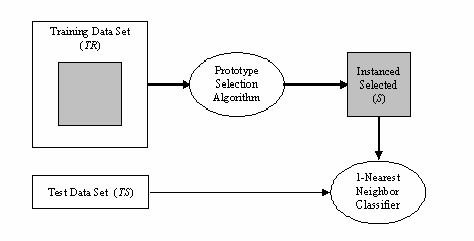 Training Data Set
(TR)
Prototype
Selection
Algorithm
Instanced
Selected
(S)
Test Data Set (TS)
1-Nearest
Neighbor
Classifier